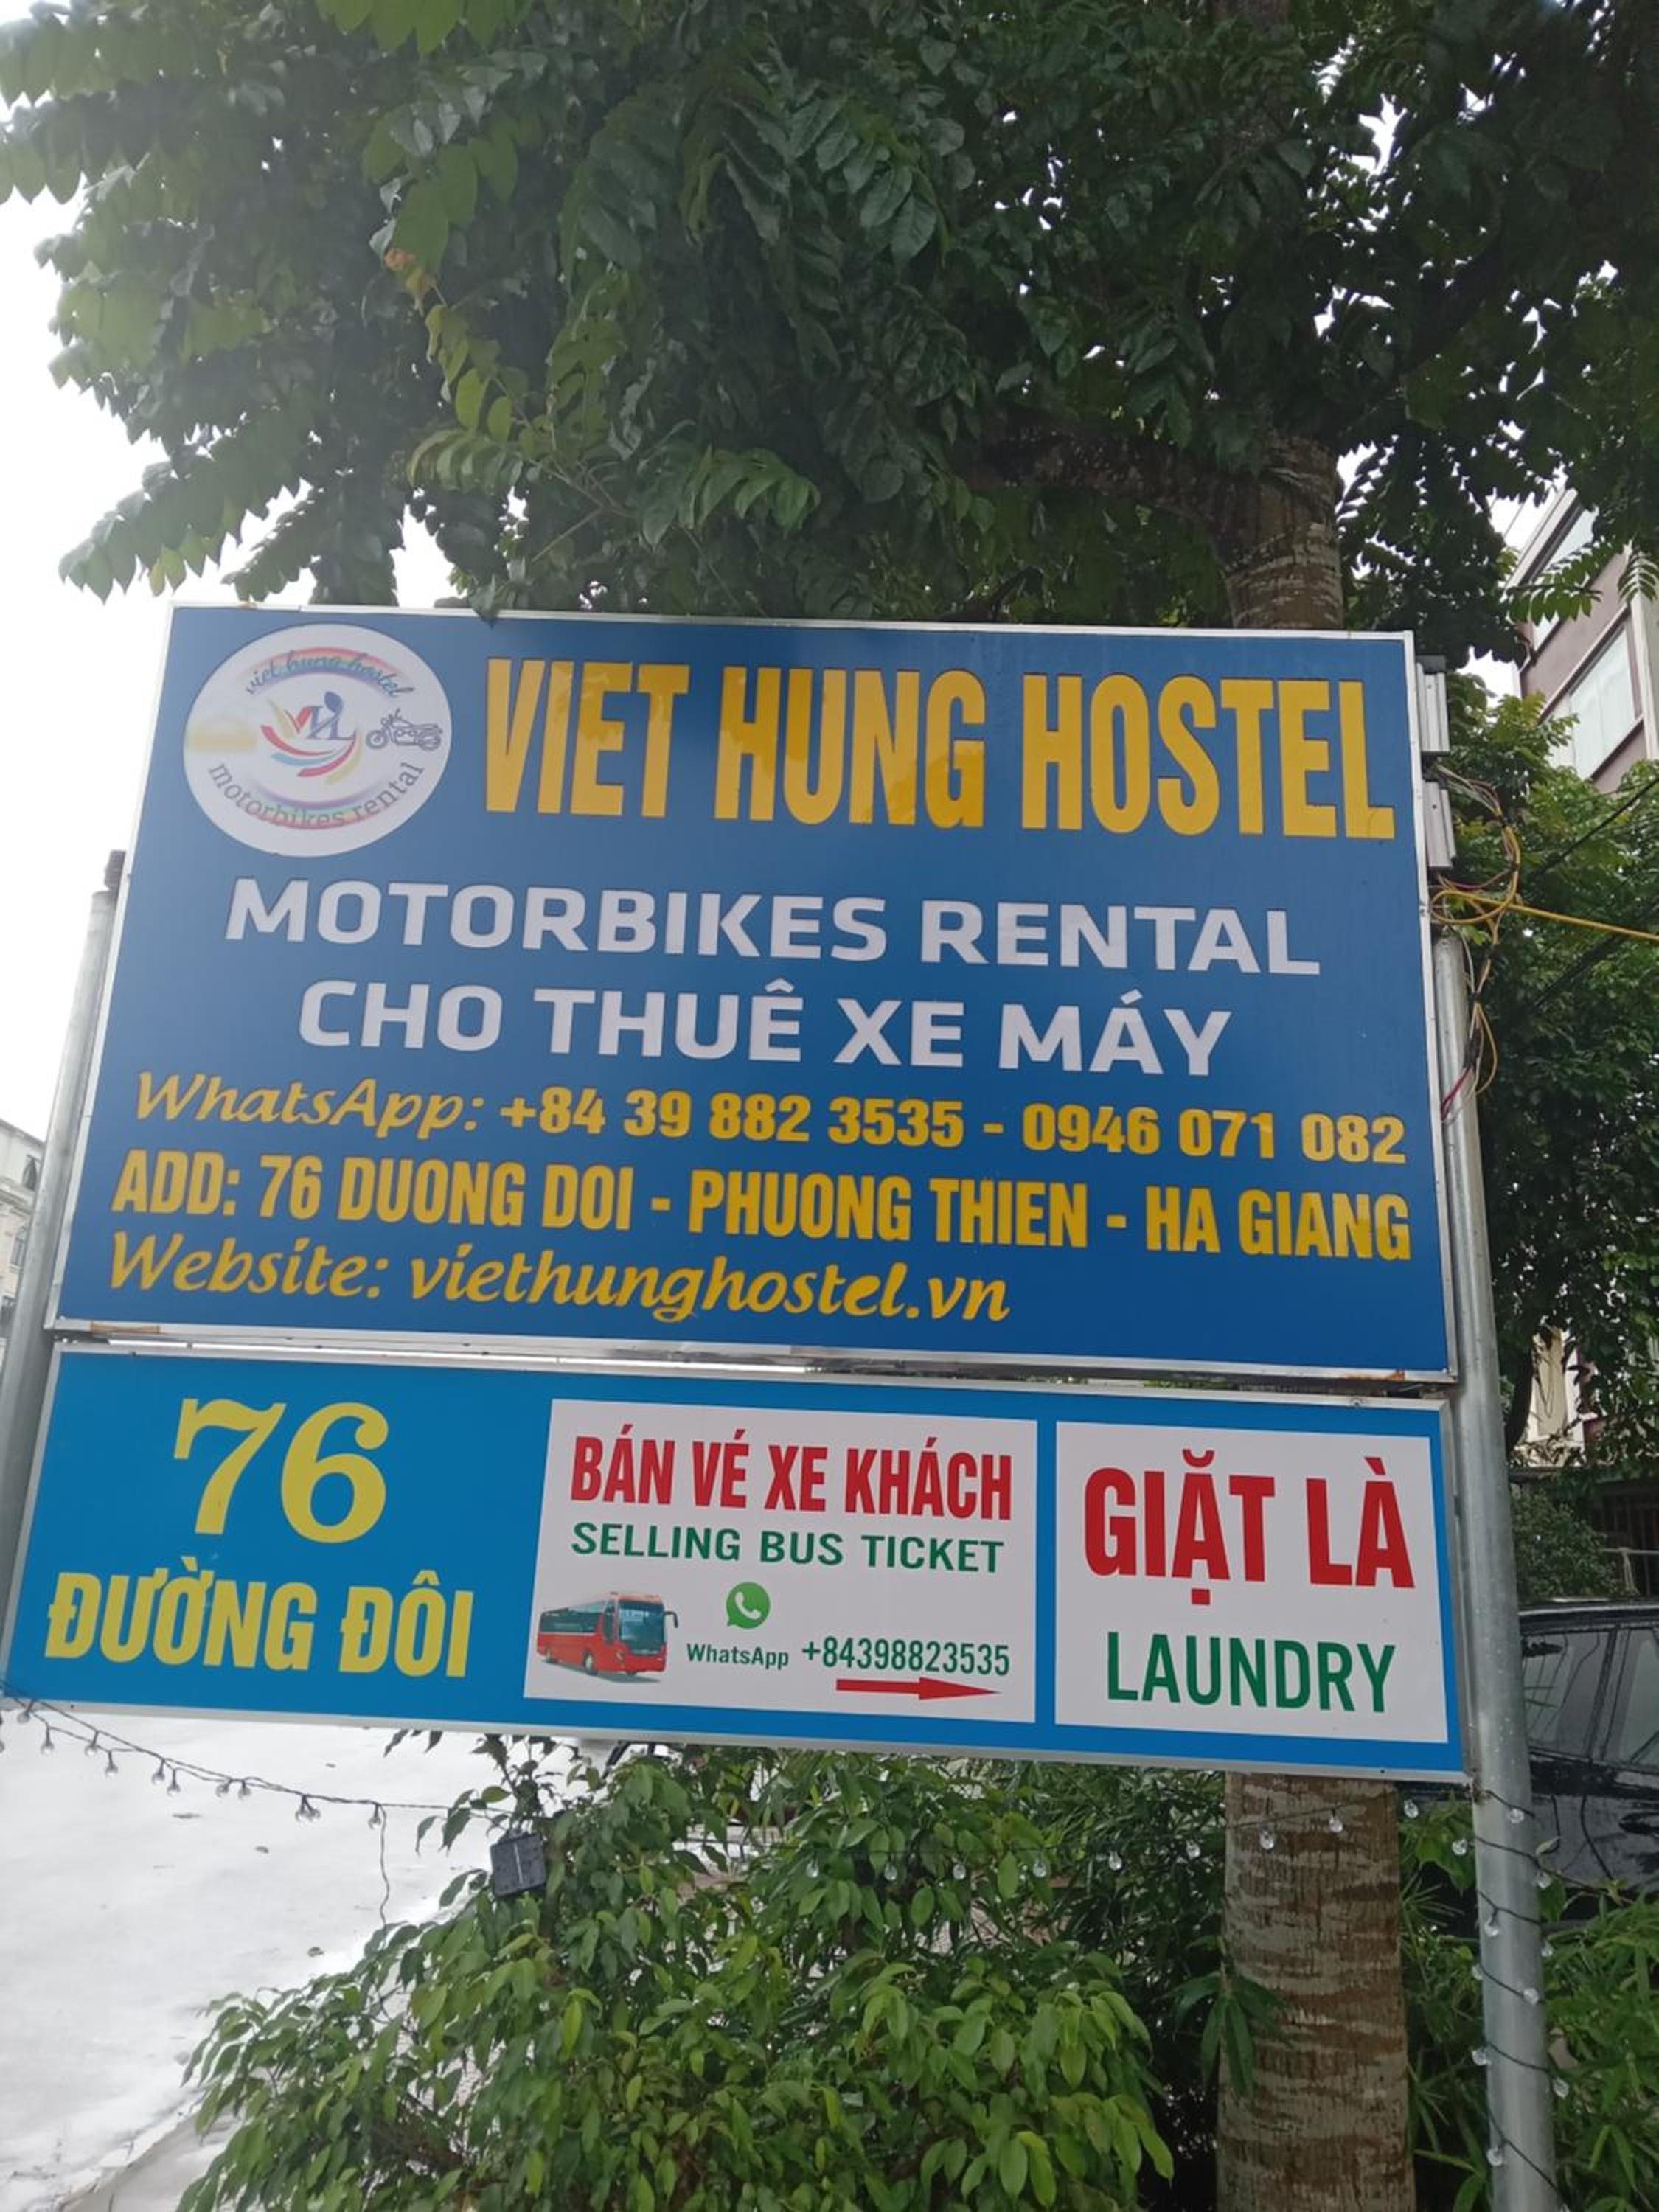 viet hung hostel
motorbikes rental
VIET HUNG HOSTEL
MOTORBIKES RENTAL
CHO THUÊ XE MÁY
WhatsApp: +84 39 882 3535 - 0946 071 082
ADD: 76 DUONG DOI - PHUONG THIEN - HA GIANG
Website: viethunghostel.vn
76
ĐƯỜNG ĐÔI
BÁN VÉ XE KHÁCH
SELLING BUS TICKET
WhatsApp +84398823535
GIẶT LÀ
LAUNDRY